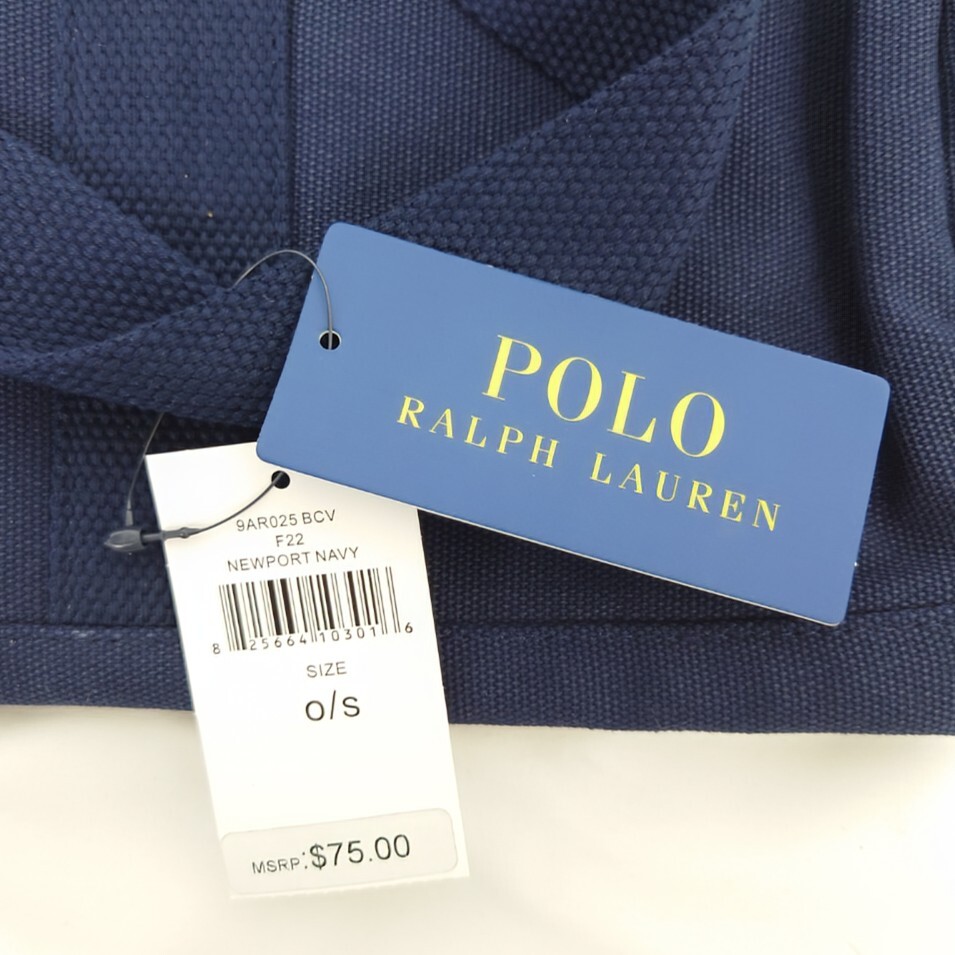 POLO
RALPH LAUREN
9AR025 BCV
F22
NEWPORT NAVY
8 25664 10301 6
SIZE
o/s
MSRP:$75.00